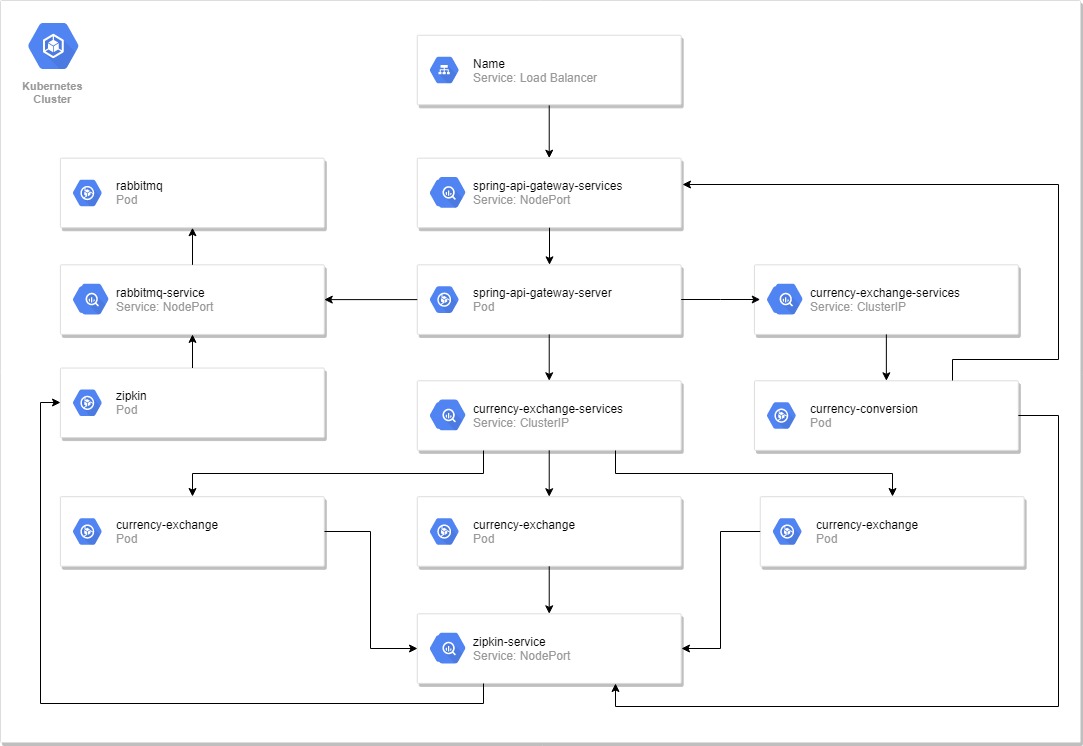 Kubernetes
Cluster
Name
Service: Load Balancer
rabbitmq
Pod
spring-api-gateway-services
Service: NodePort
rabbitmq-service
Service: NodePort
spring-api-gateway-server
Pod
currency-exchange-services
Service: ClusterIP
zipkin
Pod
currency-exchange-services
Service: ClusterIP
currency-conversion
Pod
currency-exchange
Pod
currency-exchange
Pod
currency-exchange
Pod
zipkin-service
Service: NodePort